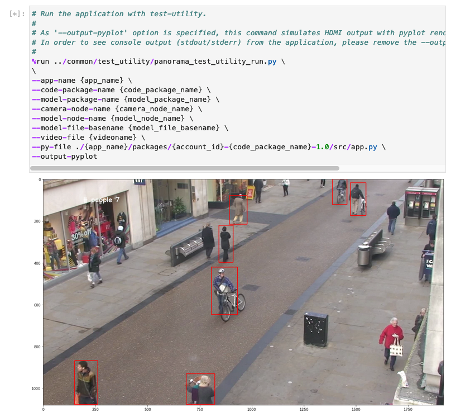 [*]:
# Run the application with test-utility.
#
# As '--output-pyplot' option is specified, this command simulates HDMI output with pyplot rend
# In order to see console output (stdout/stderr) from the application, please remove the --outp
#
%run ../common/test_utility/panorama_test_utility_run.py \
\
--app-name {app_name} \
--code-package-name {code_package_name} \
--model-package-name {model_package_name} \
--camera-node-name {camera_node_name} \
--model-node-name {model_node_name} \
--model-file-basename {model_file_basename} \
--video-file {videoname} \
--py-file ./{app_name}/packages/{account_id}-{code_package_name}-1.0/src/app.py \
--output-pyplot
0
200
people 7
400
600
800
1000
0 250 500 750 1000 1250 1500 1750